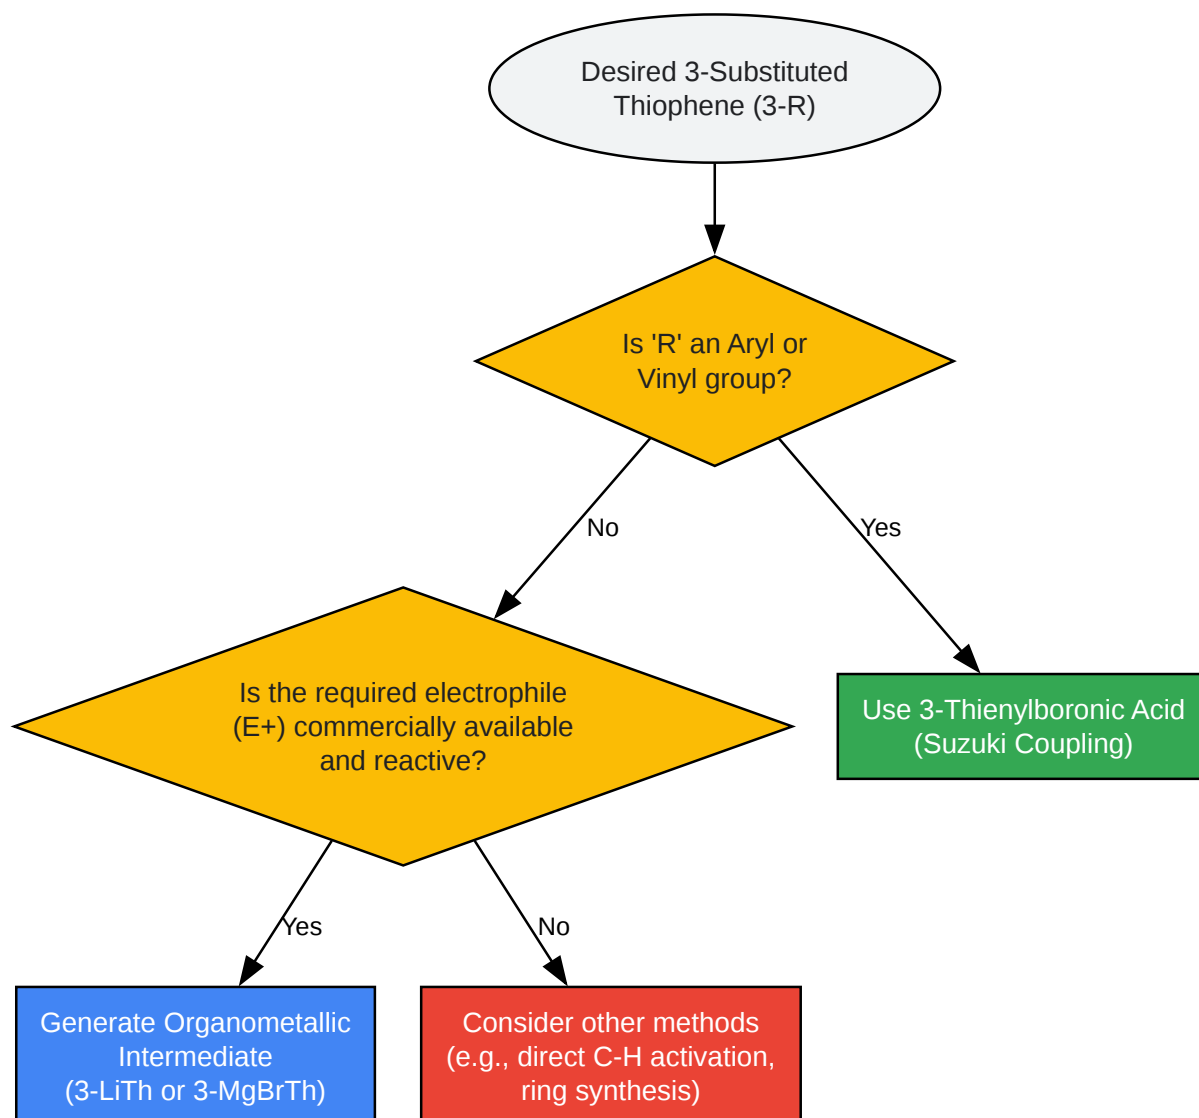 Desired 3-Substituted
Thiophene (3-R)
Is 'R' an Aryl or
Vinyl group?
No
Yes
Is the required electrophile
(E+) commercially available
and reactive?
Use 3-Thienylboronic Acid
(Suzuki Coupling)
Yes
No
Generate Organometallic
Intermediate
(3-LiTh or 3-MgBrTh)
Consider other methods
(e.g., direct C-H activation,
ring synthesis)